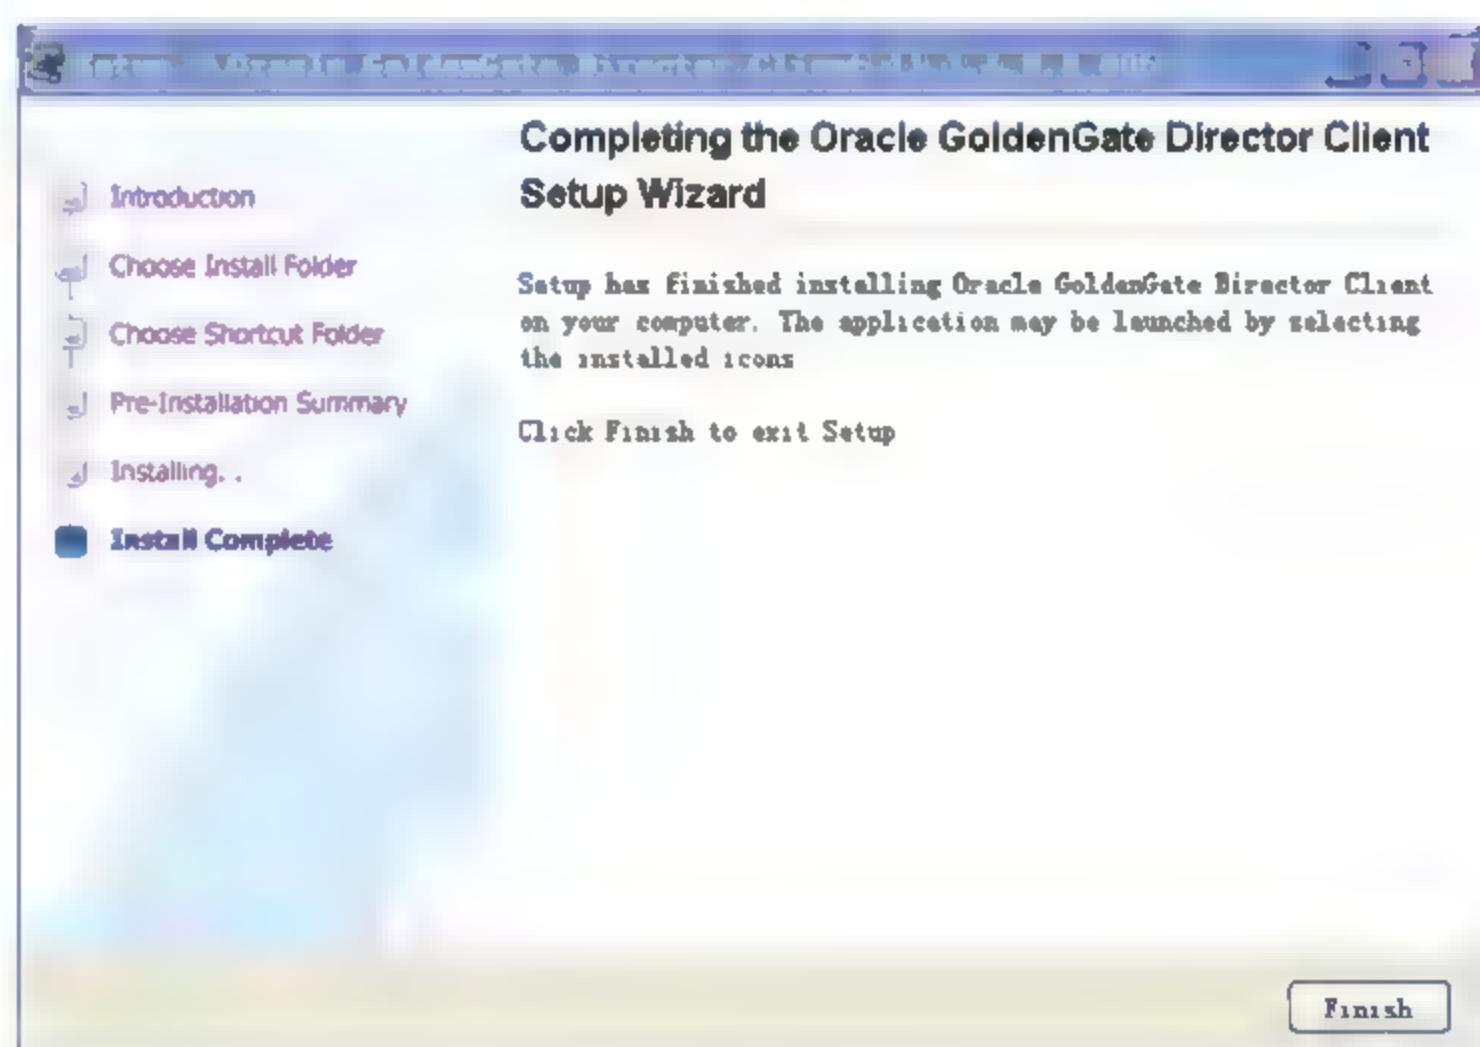 Completing the Oracle GoldenGate Director Client
Setup Wizard
Introduction
Choose Install Folder
Choose Shortcut Folder
Pre-Installation Summary
Installing. .
Install Complete
Setup has finished installing Oracle GoldenGate Director Client
on your computer. The application may be launched by selecting
the installed icons
Click Finish to exit Setup
Finish